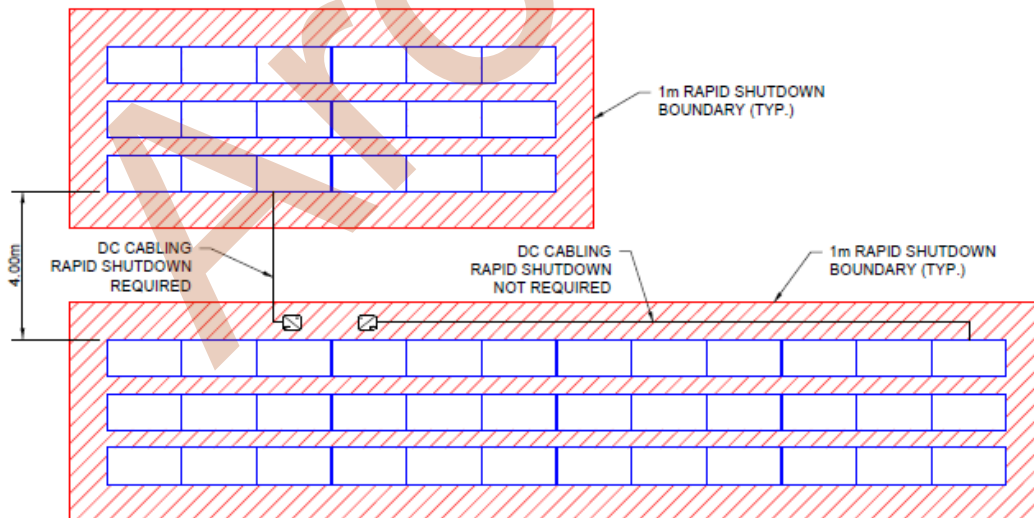 1m RAPID SHUTDOWN
BOUNDARY (TYP.)
4.00m
DC CABLING
RAPID SHUTDOWN
REQUIRED
DC CABLING
RAPID SHUTDOWN
NOT REQUIRED
1m RAPID SHUTDOWN
BOUNDARY (TYP.)